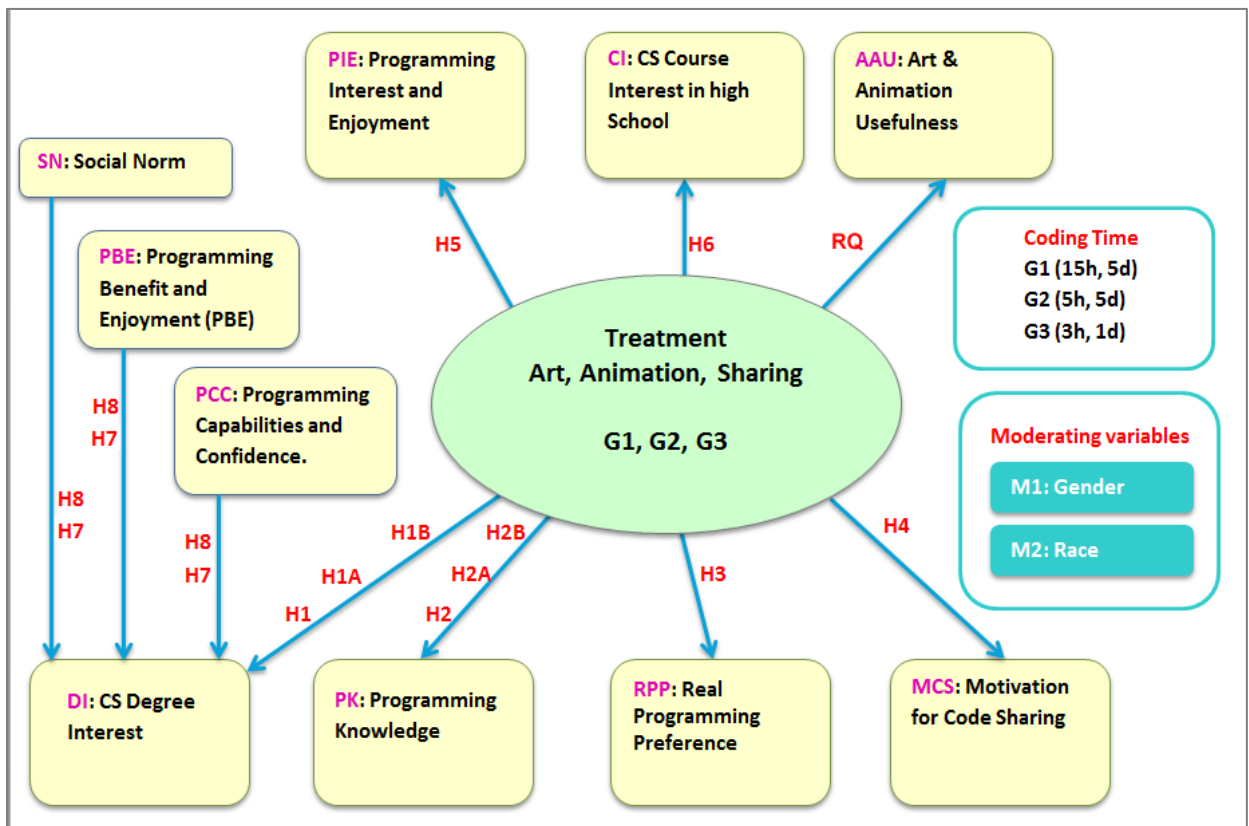 PIE: Programming
Interest and
Enjoyment
CI: CS Course
Interest in high
School
AAU: Art &
Animation
Usefulness
SN: Social Norm
PBE: Programming
Benefit and
Enjoyment (PBE)
PCC: Programming
Capabilities and
Confidence.
H5
H6
RQ
Treatment
Art, Animation, Sharing
G1, G2, G3
Coding Time
G1 (15h, 5d)
G2 (5h, 5d)
G3 (3h, 1d)
Moderating variables
M1: Gender
M2: Race
H8
H7
H8
H7
H8
H7
H1B
H1A
H1
H2B
H2A
H2
H3
H4
DI: CS Degree
Interest
PK: Programming
Knowledge
RPP: Real
Programming
Preference
MCS: Motivation
for Code Sharing